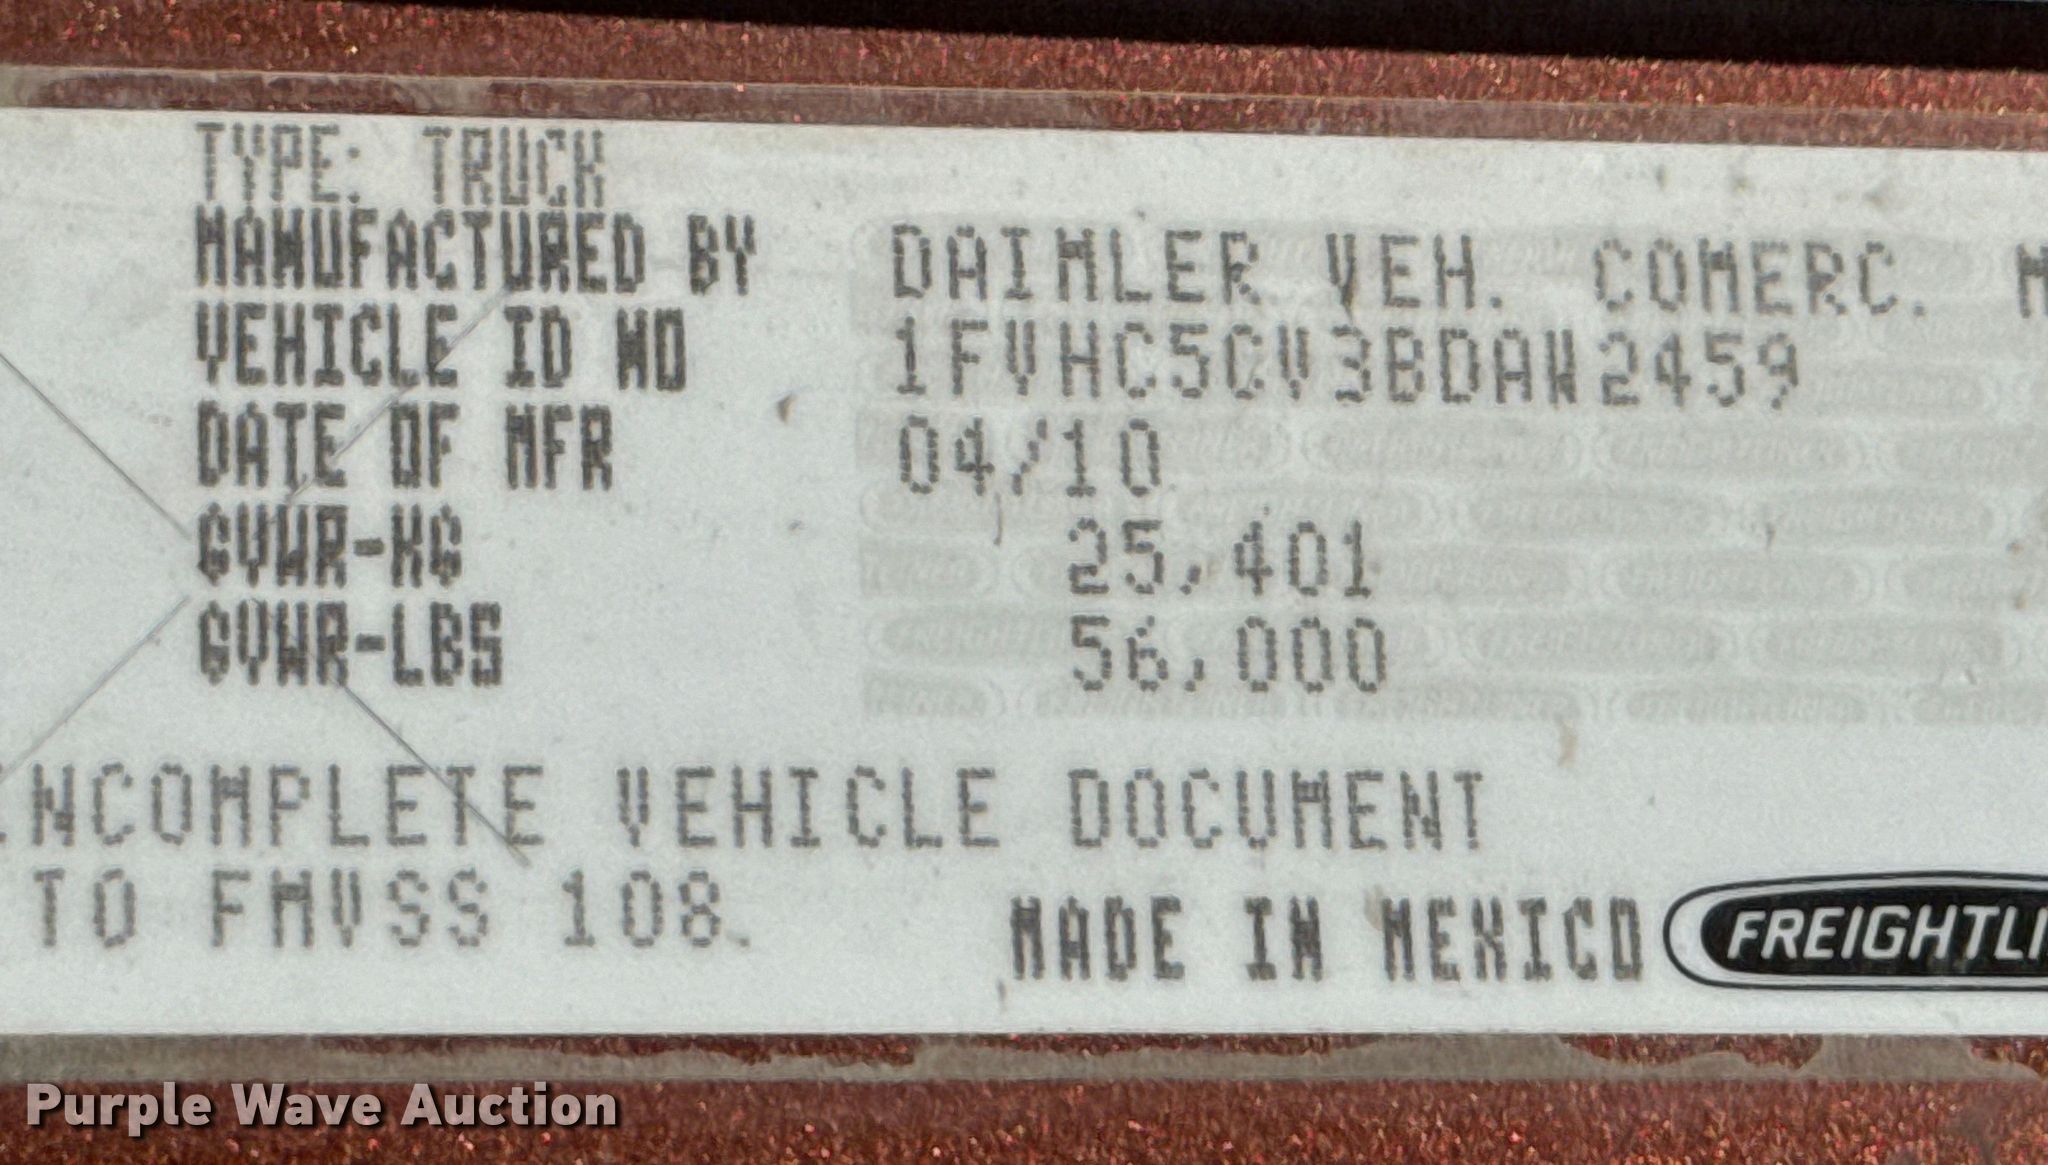 TYPE: TRUCK
MANUFACTURED BY DAIMLER VEH. COMERC. M
VEHICLE ID NO 1FVHC5CV3BDAW2459
DATE OF MFR 04/10
GVWR-KG 25,401
GVWR-LBS 56,000
INCOMPLETE VEHICLE DOCUMENT
TO FMVSS 108.
MADE IN MEXICO FREIGHTLI
Purple Wave Auction